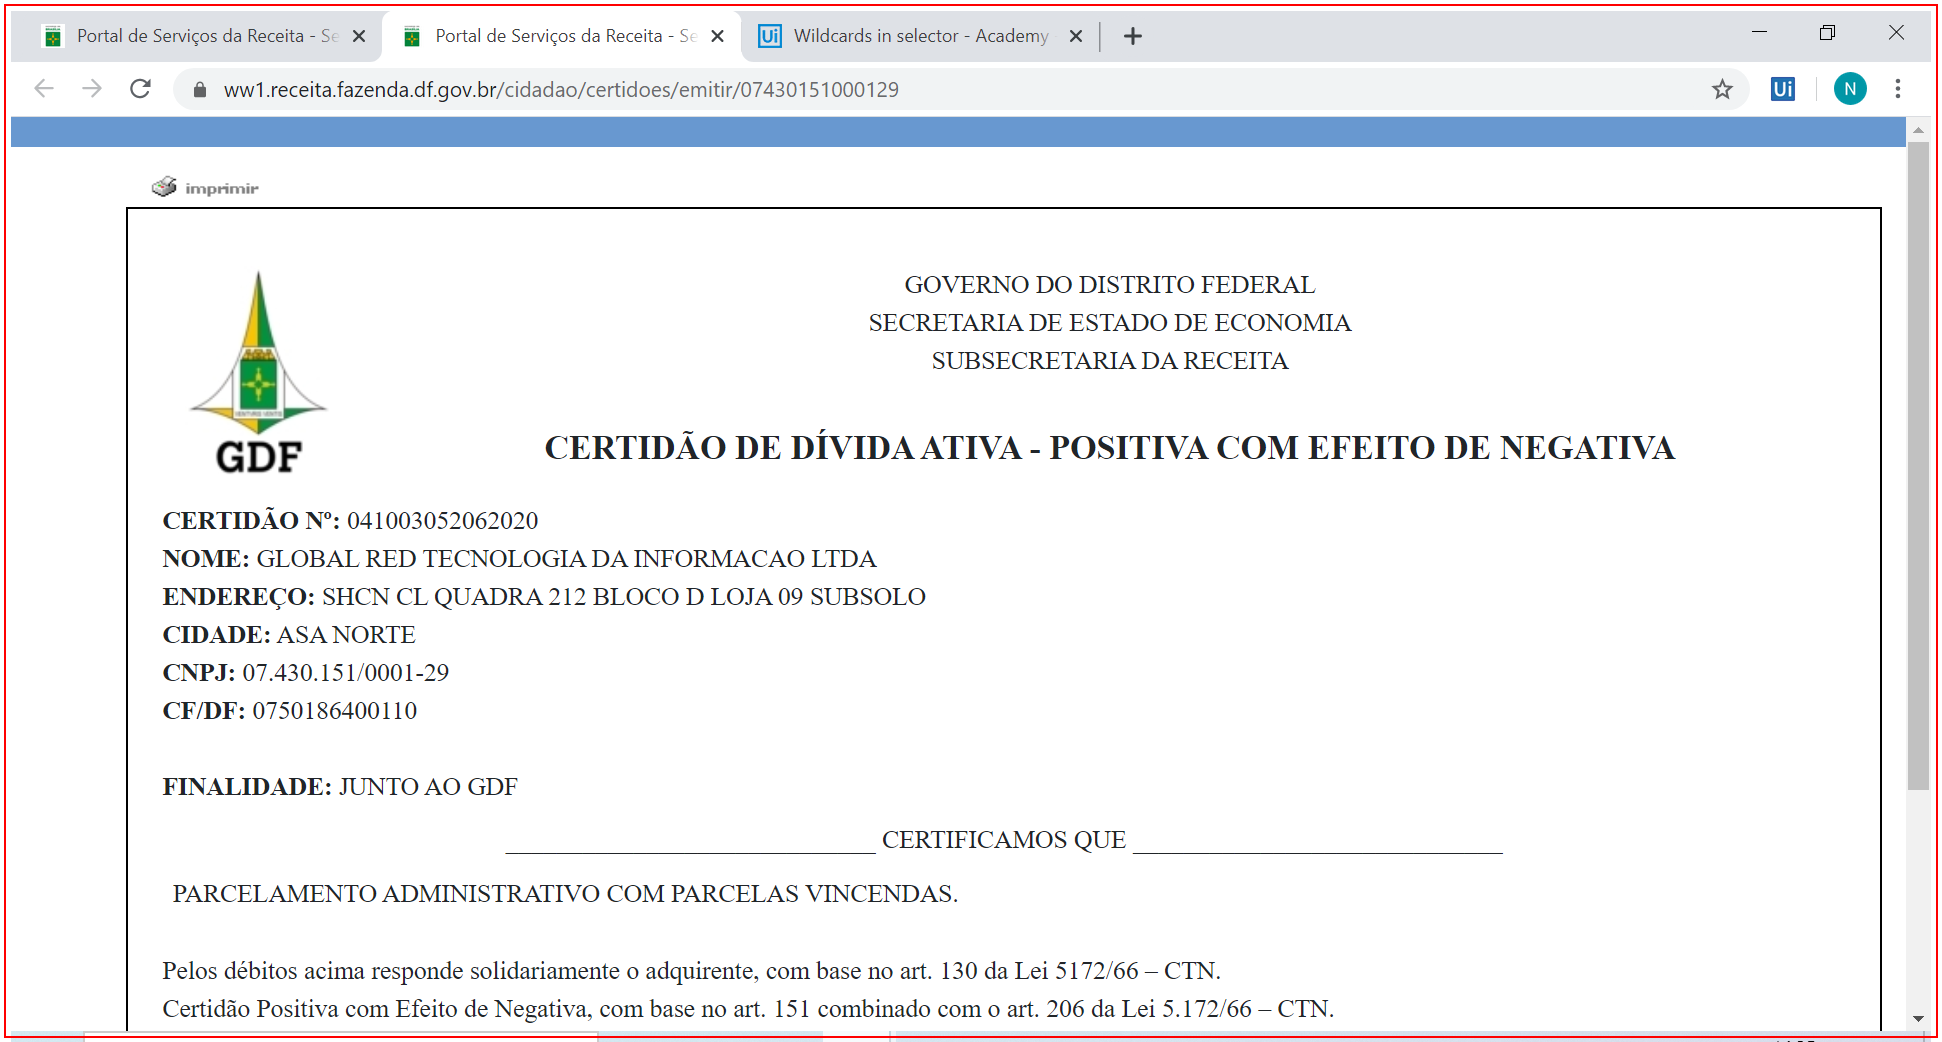 Portal de Serviços da Receita - Se
Portal de Serviços da Receita - Se
Ui Wildcards in selector - Academy
ww1.receita.fazenda.df.gov.br/cidadao/certidoes/emitir/07430151000129
Ui
N
imprimir
GDF
GOVERNO DO DISTRITO FEDERAL
SECRETARIA DE ESTADO DE ECONOMIA
SUBSECRETARIA DA RECEITA
CERTIDÃO DE DÍVIDA ATIVA - POSITIVA COM EFEITO DE NEGATIVA
CERTIDÃO Nº: 041003052062020
NOME: GLOBAL RED TECNOLOGIA DA INFORMACAO LTDA
ENDEREÇO: SHCN CL QUADRA 212 BLOCO D LOJA 09 SUBSOLO
CIDADE: ASA NORTE
CNPJ: 07.430.151/0001-29
CF/DF: 0750186400110
FINALIDADE: JUNTO AO GDF
_____________________________ CERTIFICAMOS QUE _____________________________
PARCELAMENTO ADMINISTRATIVO COM PARCELAS VINCENDAS.
Pelos débitos acima responde solidariamente o adquirente, com base no art. 130 da Lei 5172/66 – CTN.
Certidão Positiva com Efeito de Negativa, com base no art. 151 combinado com o art. 206 da Lei 5.172/66 – CTN.